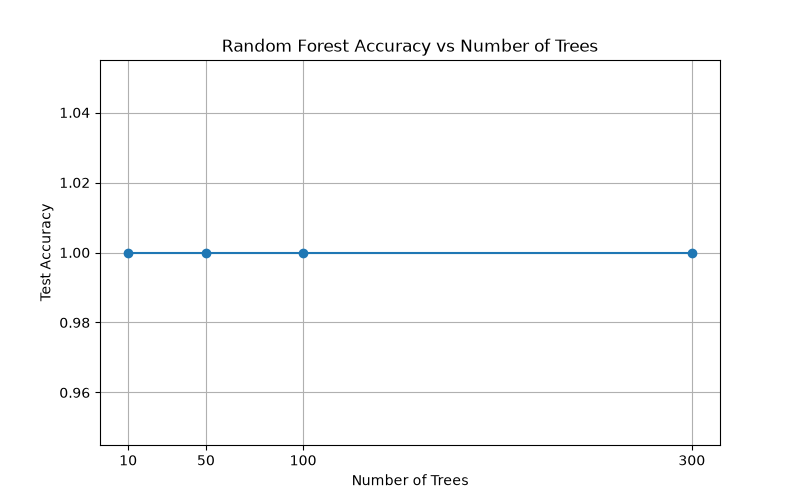 Random Forest Accuracy vs Number of Trees
Test Accuracy
1.04
1.02
1.00
0.98
0.96
10 50 100 300
Number of Trees